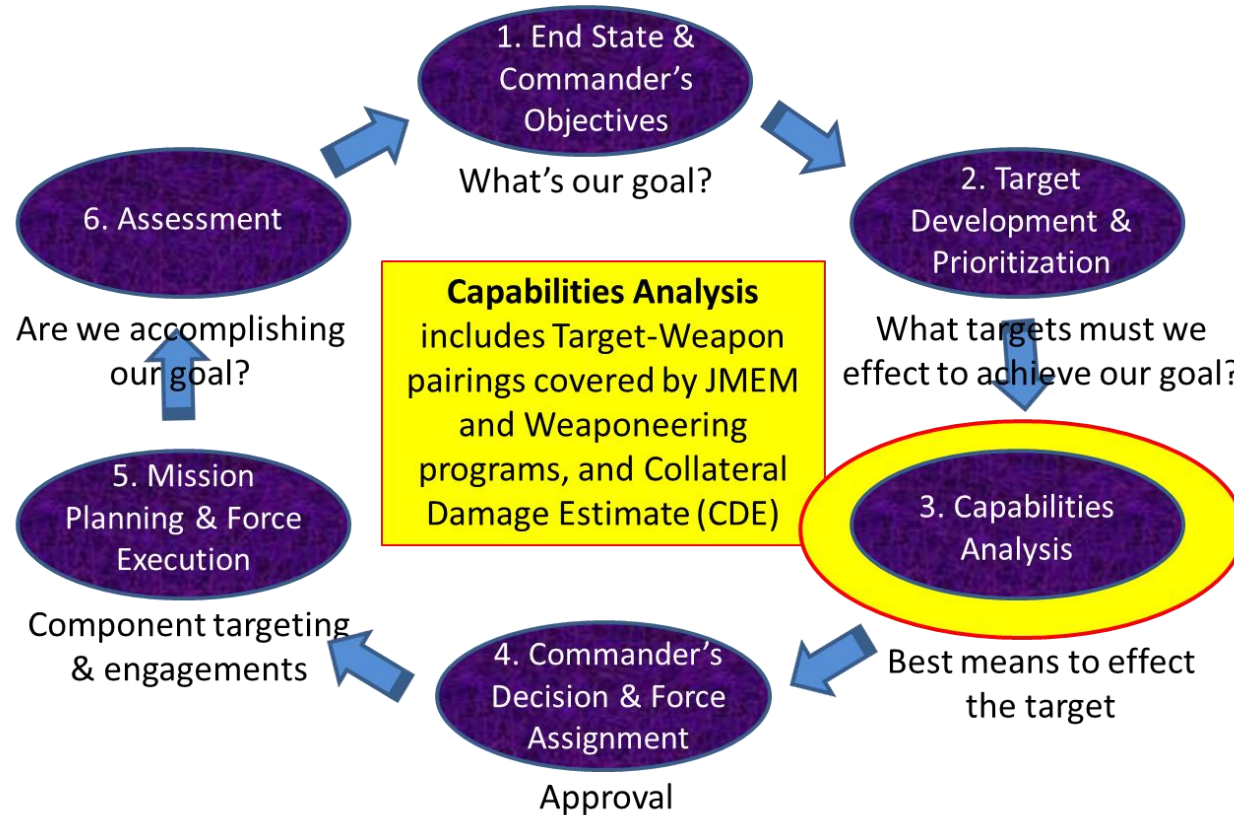 1. End State &
Commander’s
Objectives
What’s our goal?
2. Target
Development &
Prioritization
What targets must we
effect to achieve our goal?
3. Capabilities
Analysis
Best means to effect
the target
4. Commander’s
Decision & Force
Assignment
Approval
5. Mission
Planning & Force
Execution
Component targeting
& engagements
6. Assessment
Are we accomplishing
our goal?
Capabilities Analysis
includes Target-Weapon
pairings covered by JMEM
and Weaponeering
programs, and Collateral
Damage Estimate (CDE)